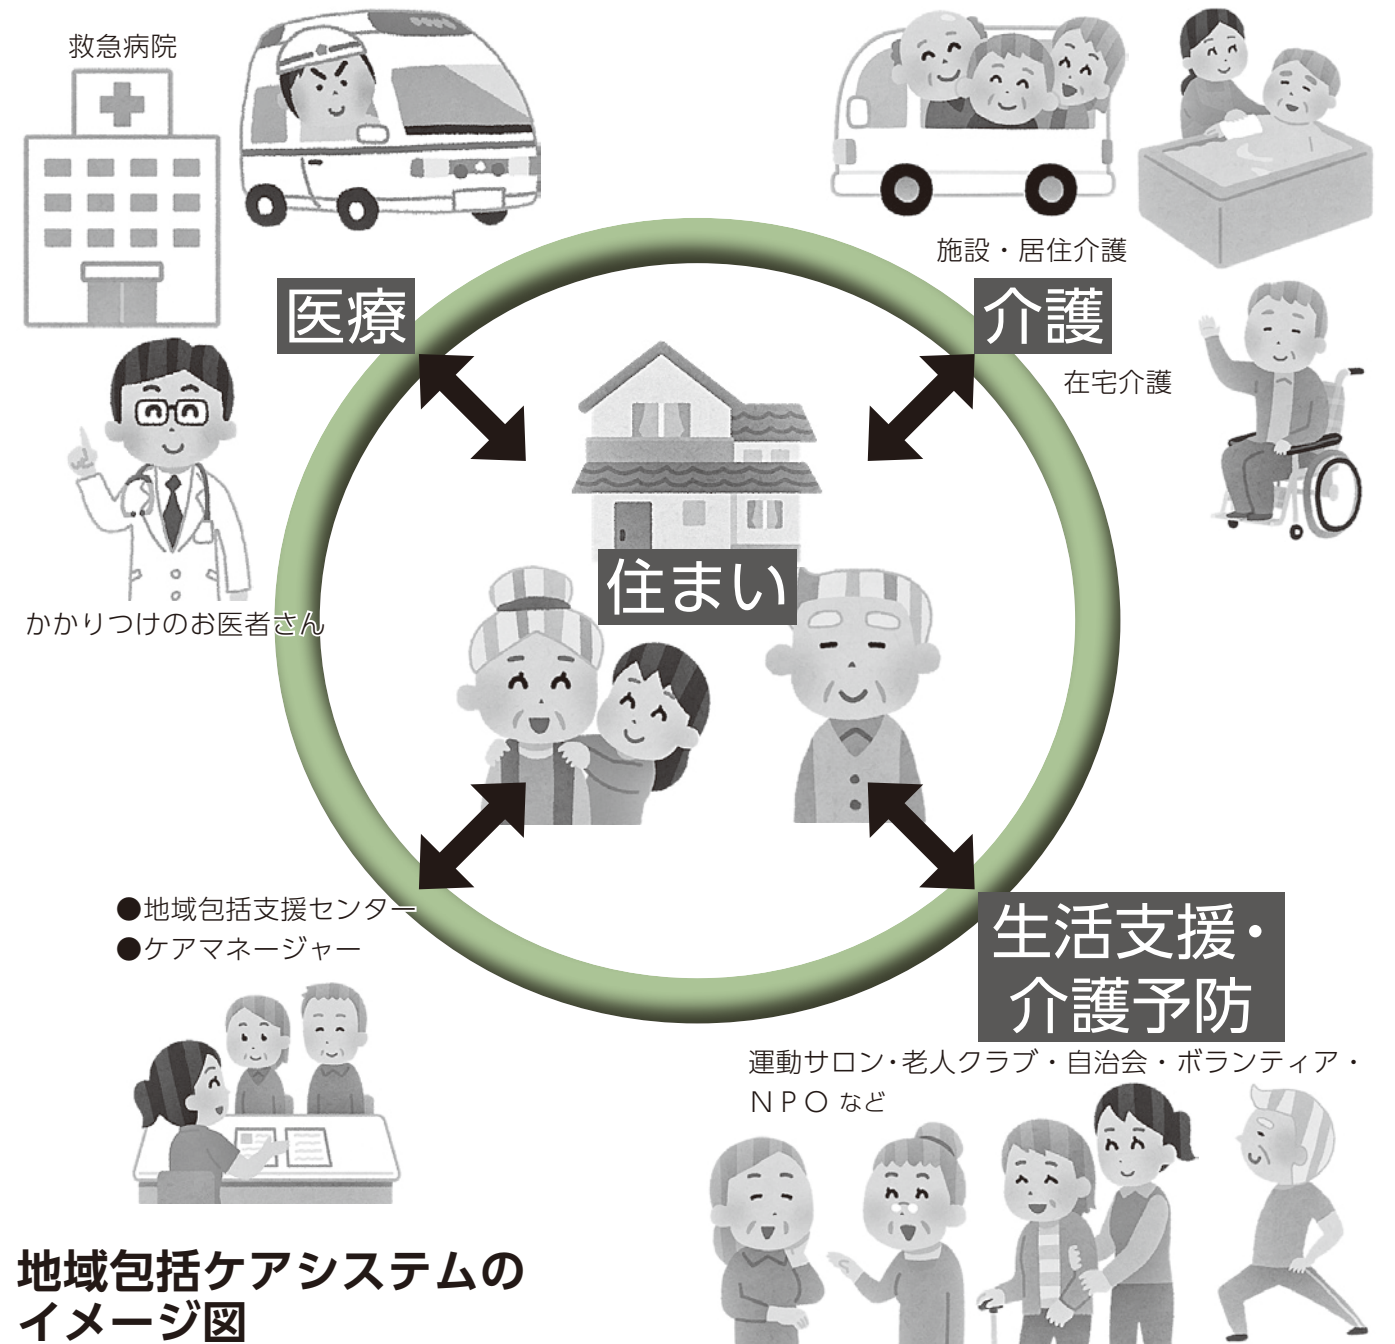 救急病院
医療
かかりつけのお医者さん
施設・居住介護
介護
在宅介護
住まい
●地域包括支援センター
●ケアマネージャー
生活支援・
介護予防
運動サロン・老人クラブ・自治会・ボランティア・
ＮＰＯ など
地域包括ケアシステムの
イメージ図